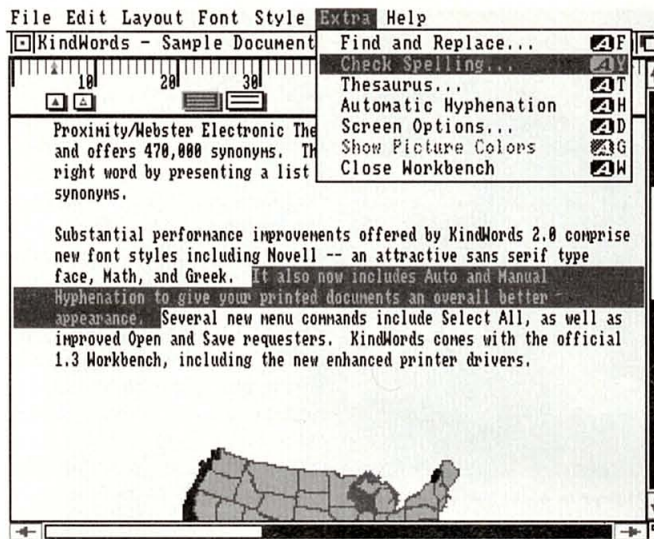 File Edit Layout Font Style Extra Help
KindWords - Sample Document
Find and Replace... F
Check Spelling... Y
Thesaurus... T
Automatic Hyphenation H
Screen Options... D
Show Picture Colors G
Close Workbench W
10 20 30
Proximity/Webster Electronic The
and offers 470,000 synonyms. Th
right word by presenting a list
synonyms.
Substantial performance improvements offered by KindWords 2.0 comprise
new font styles including Novell -- an attractive sans serif type
face, Math, and Greek. It also now includes Auto and Manual
Hyphenation to give your printed documents an overall better
appearance. Several new menu commands include Select All, as well as
improved Open and Save requesters. KindWords comes with the official
1.3 Workbench, including the new enhanced printer drivers.